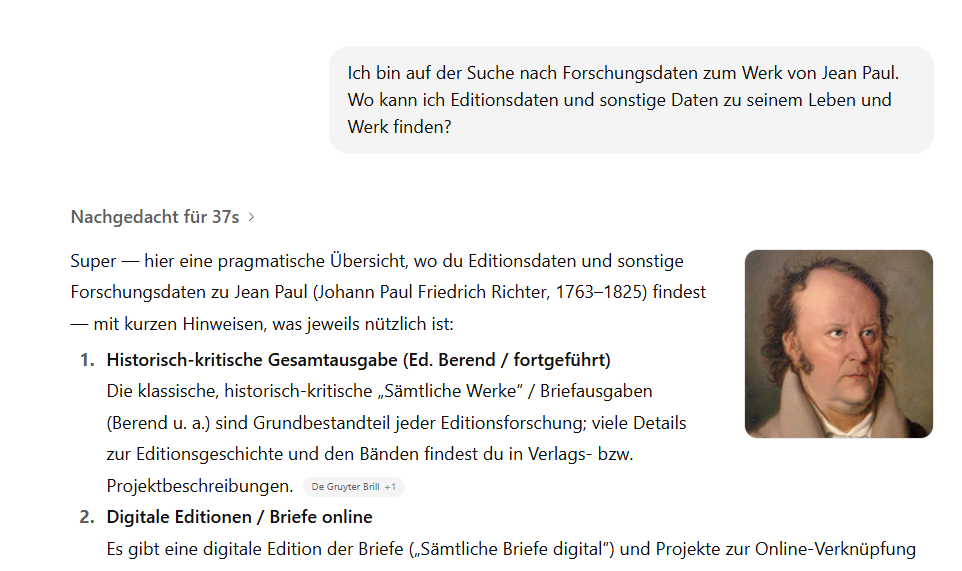 Ich bin auf der Suche nach Forschungsdaten zum Werk von Jean Paul.
Wo kann ich Editionsdaten und sonstige Daten zu seinem Leben und
Werk finden?
Nachgedacht für 37s >
Super — hier eine pragmatische Übersicht, wo du Editionsdaten und sonstige
Forschungsdaten zu Jean Paul (Johann Paul Friedrich Richter, 1763–1825) findest
— mit kurzen Hinweisen, was jeweils nützlich ist:
1. Historisch-kritische Gesamtausgabe (Ed. Berend / fortgeführt)
Die klassische, historisch-kritische „Sämtliche Werke“ / Briefausgaben
(Berend u. a.) sind Grundbestandteil jeder Editionsforschung; viele Details
zur Editionsgeschichte und den Bänden findest du in Verlags- bzw.
Projektbeschreibungen. De Gruyter Brill +1
2. Digitale Editionen / Briefe online
Es gibt eine digitale Edition der Briefe („Sämtliche Briefe digital“) und Projekte zur Online-Verknüpfung